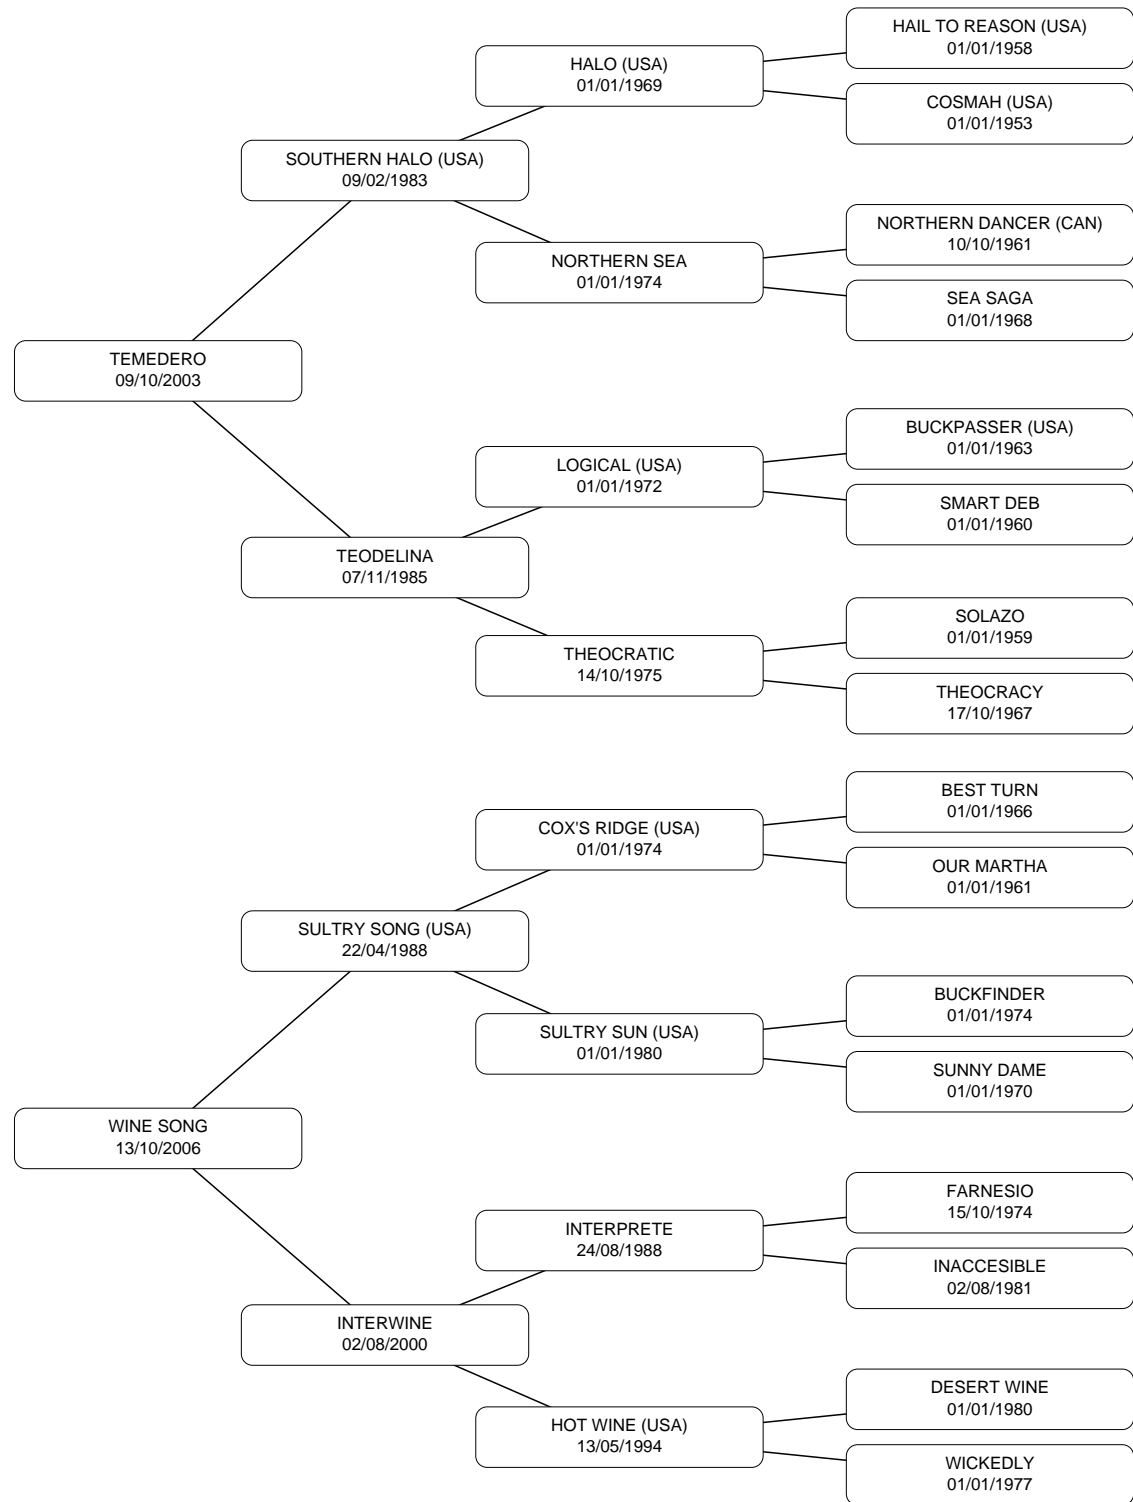 HAIL TO REASON (USA)
01/01/1958
HALO (USA)
01/01/1969
COSMAH (USA)
01/01/1953
SOUTHERN HALO (USA)
09/02/1983
NORTHERN DANCER (CAN)
10/10/1961
NORTHERN SEA
01/01/1974
SEA SAGA
01/01/1968
TEMEDERO
09/10/2003
BUCKPASSER (USA)
01/01/1963
LOGICAL (USA)
01/01/1972
SMART DEB
01/01/1960
TEODELINA
07/11/1985
SOLAZO
01/01/1959
THEOCRATIC
14/10/1975
THEOCRACY
17/10/1967
BEST TURN
01/01/1966
COX'S RIDGE (USA)
01/01/1974
OUR MARTHA
01/01/1961
SULTRY SONG (USA)
22/04/1988
BUCKFINDER
01/01/1974
SULTRY SUN (USA)
01/01/1980
SUNNY DAME
01/01/1970
WINE SONG
13/10/2006
FARNESIO
15/10/1974
INTERPRETE
24/08/1988
INACCESIBLE
02/08/1981
INTERWINE
02/08/2000
DESERT WINE
01/01/1980
HOT WINE (USA)
13/05/1994
WICKEDLY
01/01/1977